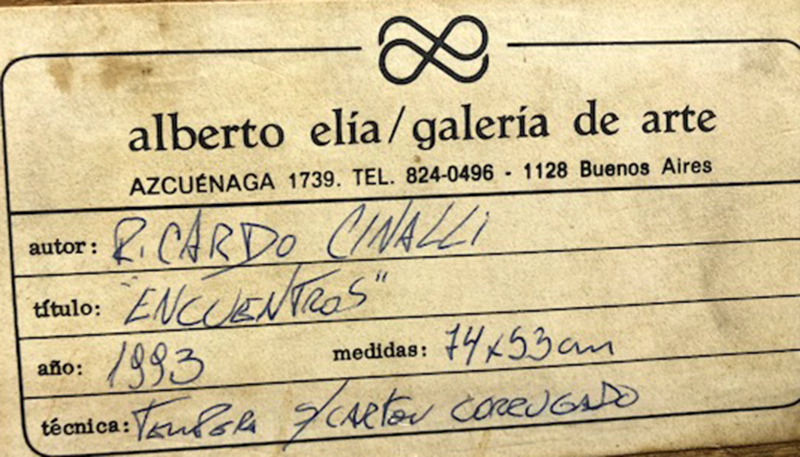 alberto elía/galería de arte
AZCUÉNAGA 1739. TEL. 824-0496 - 1128 Buenos Aires
autor: RICARDO CINALLI
título: "ENCUENTROS"
año: 1993 medidas: 74x53cm
técnica: TEMPERA s/CARTON CORRUGADO